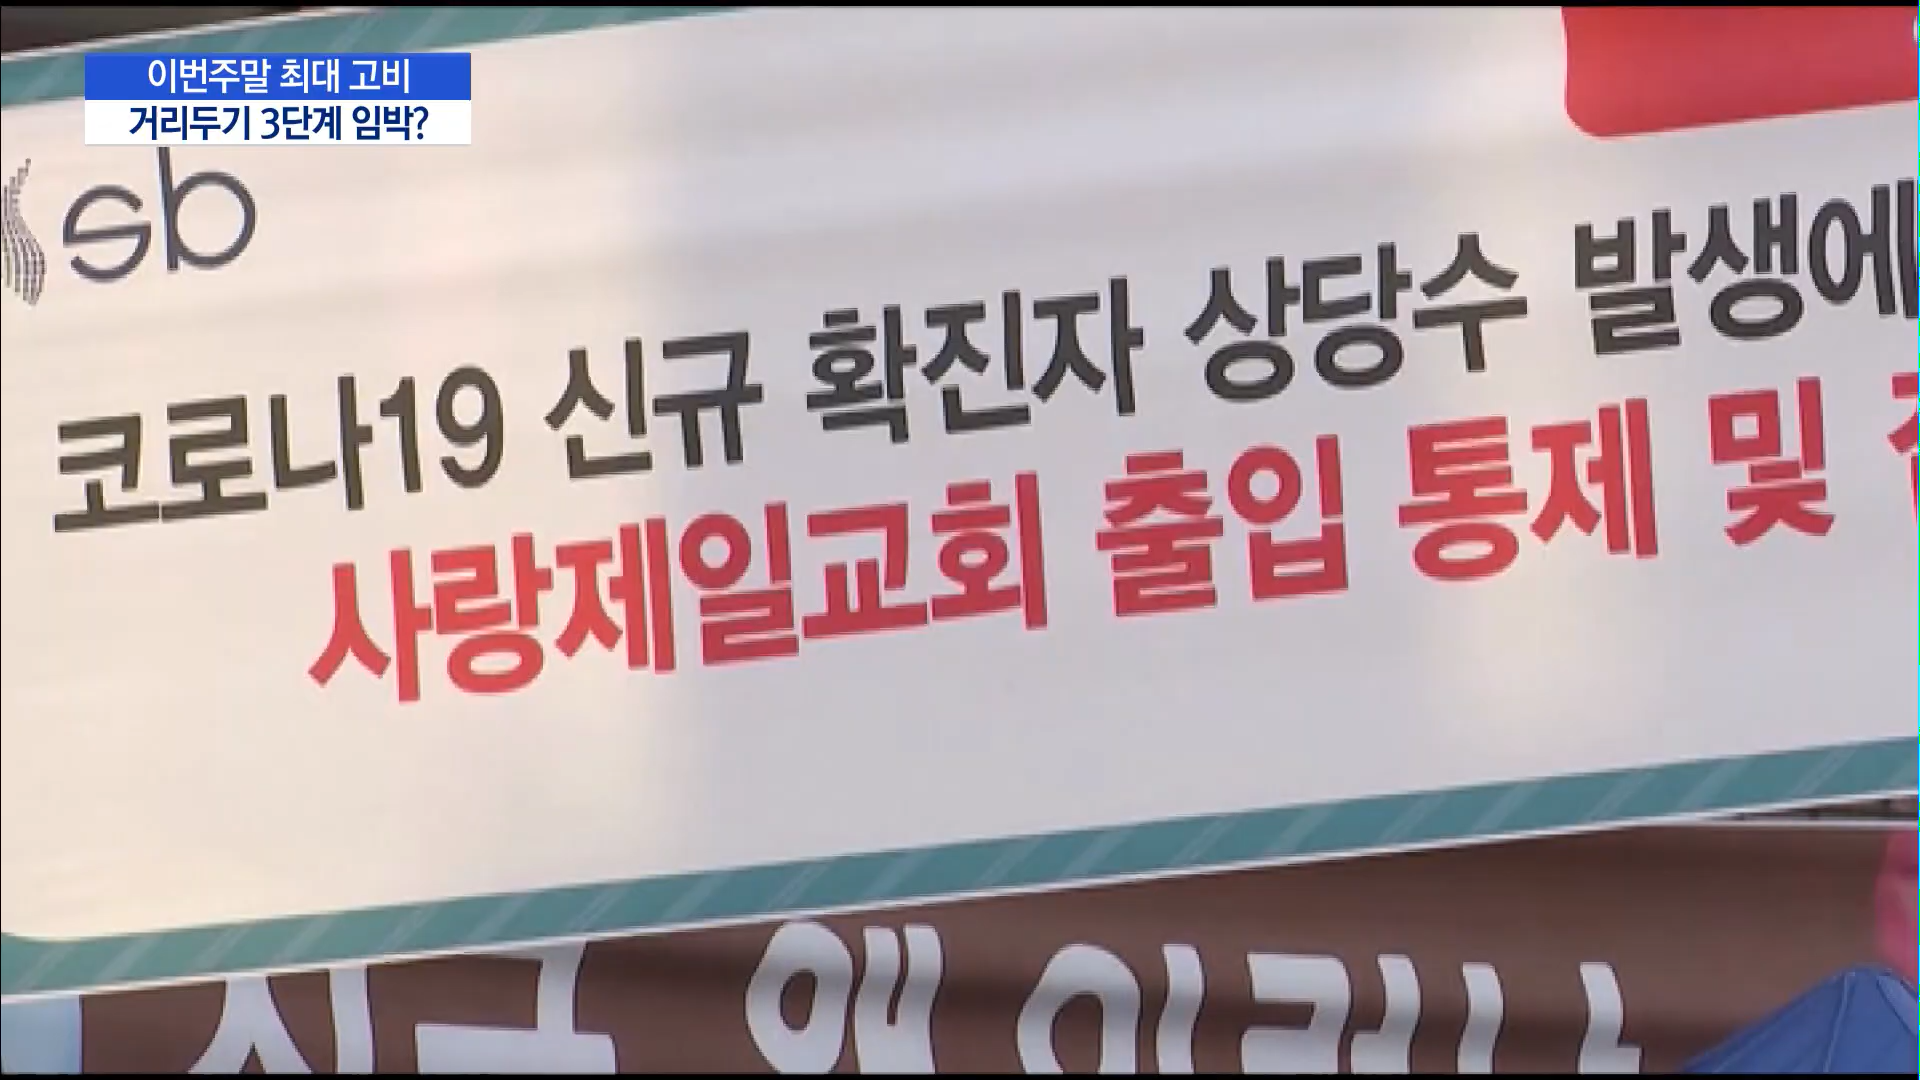 이번주말 최대 고비
거리두기 3단계 임박?
sb
코로나19 신규 확진자 상당수 발생에
사랑제일교회 출입 통제 및